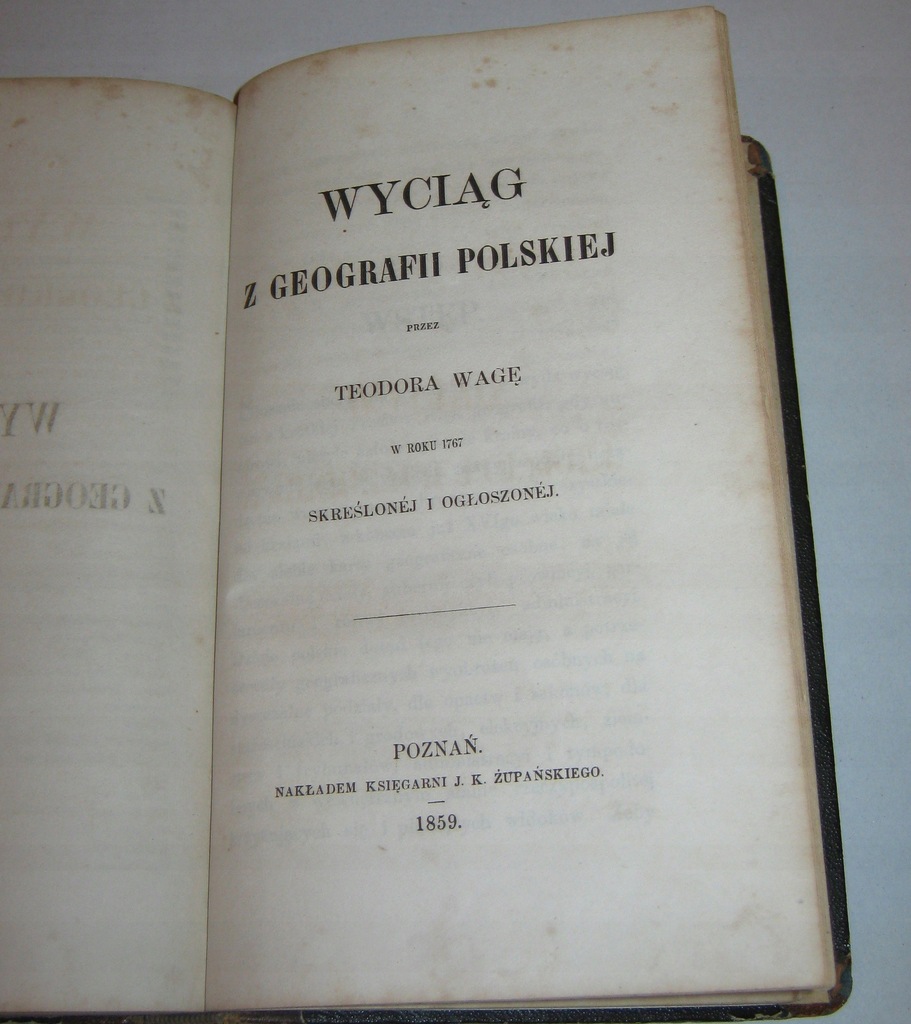 WYCIĄG
Z GEOGRAFII POLSKIEJ
PRZEZ
TEODORA WAGĘ
W ROKU 1767
SKREŚLONÉJ I OGŁOSZONÉJ.
POZNAŃ.
NAKŁADEM KSIĘGARNI J. K. ŻUPAŃSKIEGO.
1859.